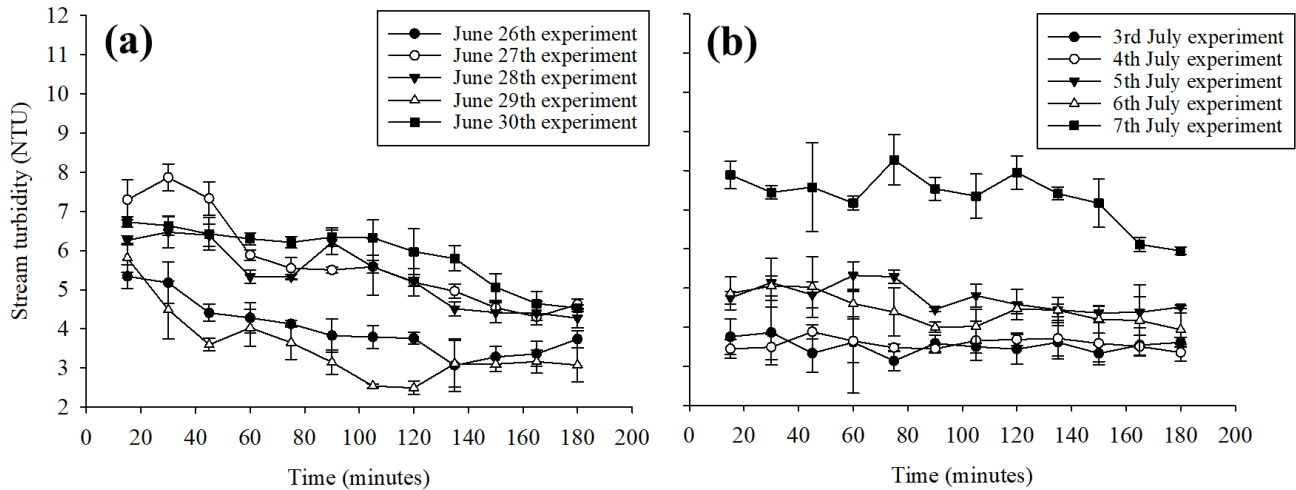 (a)
June 26th experiment
June 27th experiment
June 28th experiment
June 29th experiment
June 30th experiment
Stream turbidity (NTU)
12
11
10
9
8
7
6
5
4
3
2
0 20 40 60 80 100 120 140 160 180 200
Time (minutes)
(b)
3rd July experiment
4th July experiment
5th July experiment
6th July experiment
7th July experiment
20 40 60 80 100 120 140 160 180 200
Time (minutes)